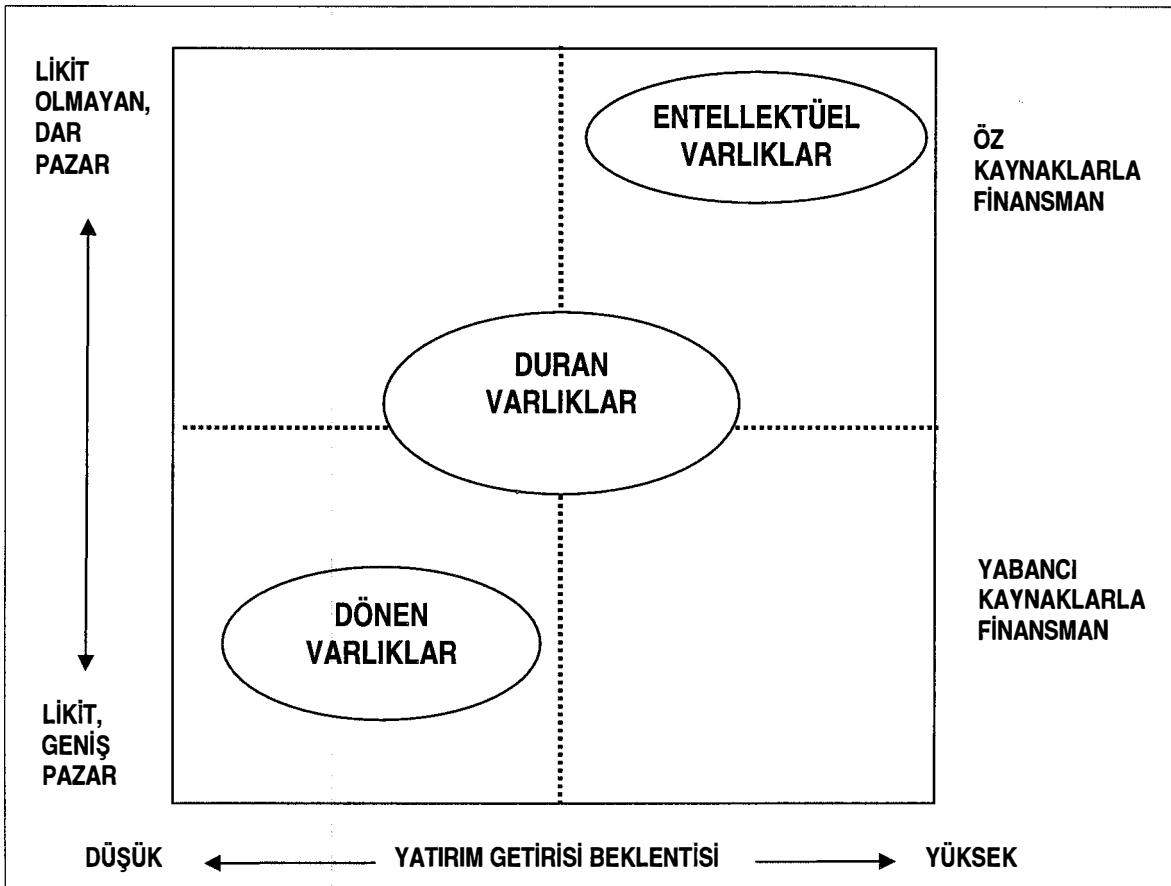 LİKİT
OLMAYAN,
DAR
PAZAR
ENTELLEKTÜEL
VARLIKLAR
ÖZ
KAYNAKLARLA
FİNANSMAN
DURAN
VARLIKLAR
DÖNEN
VARLIKLAR
YABANCI
KAYNAKLARLA
FİNANSMAN
LİKİT,
GENİŞ
PAZAR
DÜŞÜK
YATIRIM GETİRİSİ BEKLENTİSİ
YÜKSEK